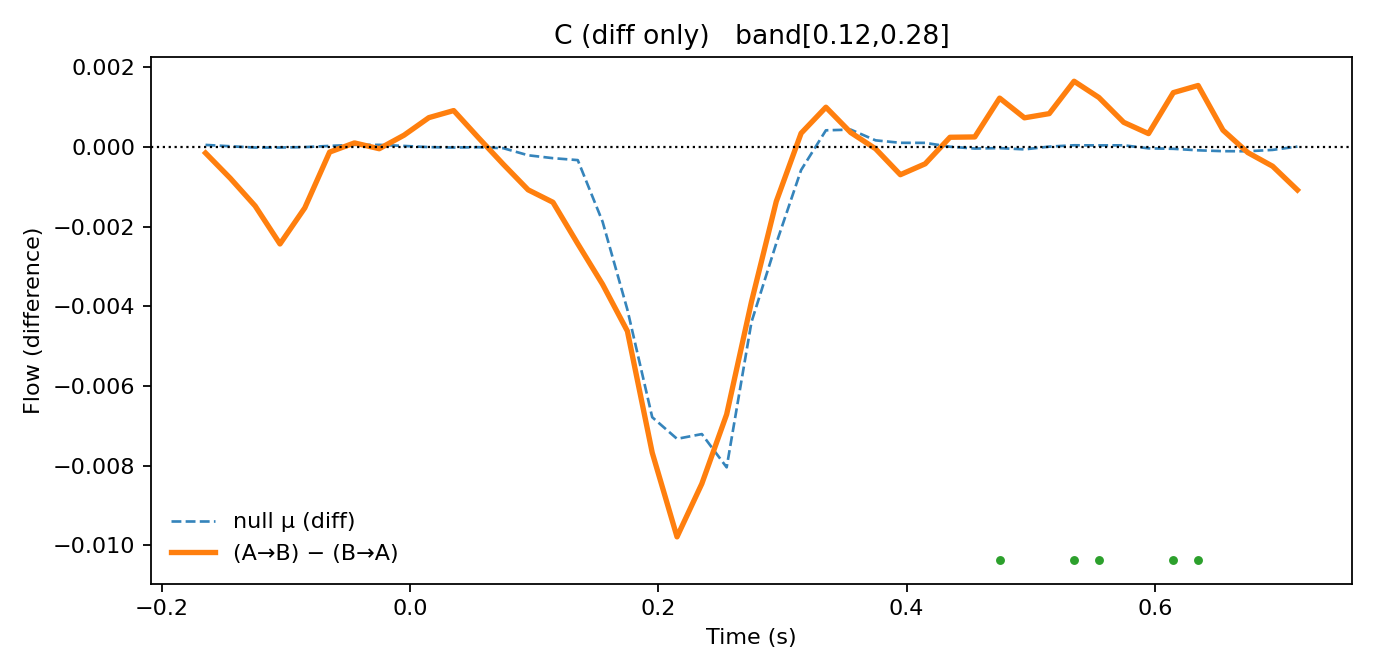 C (diff only)   band[0.12,0.28]
0.002
0.000
−0.002
−0.004
−0.006
−0.008
−0.010
Flow (difference)
null μ (diff)
(A→B) − (B→A)
−0.2
0.0
0.2
0.4
0.6
Time (s)